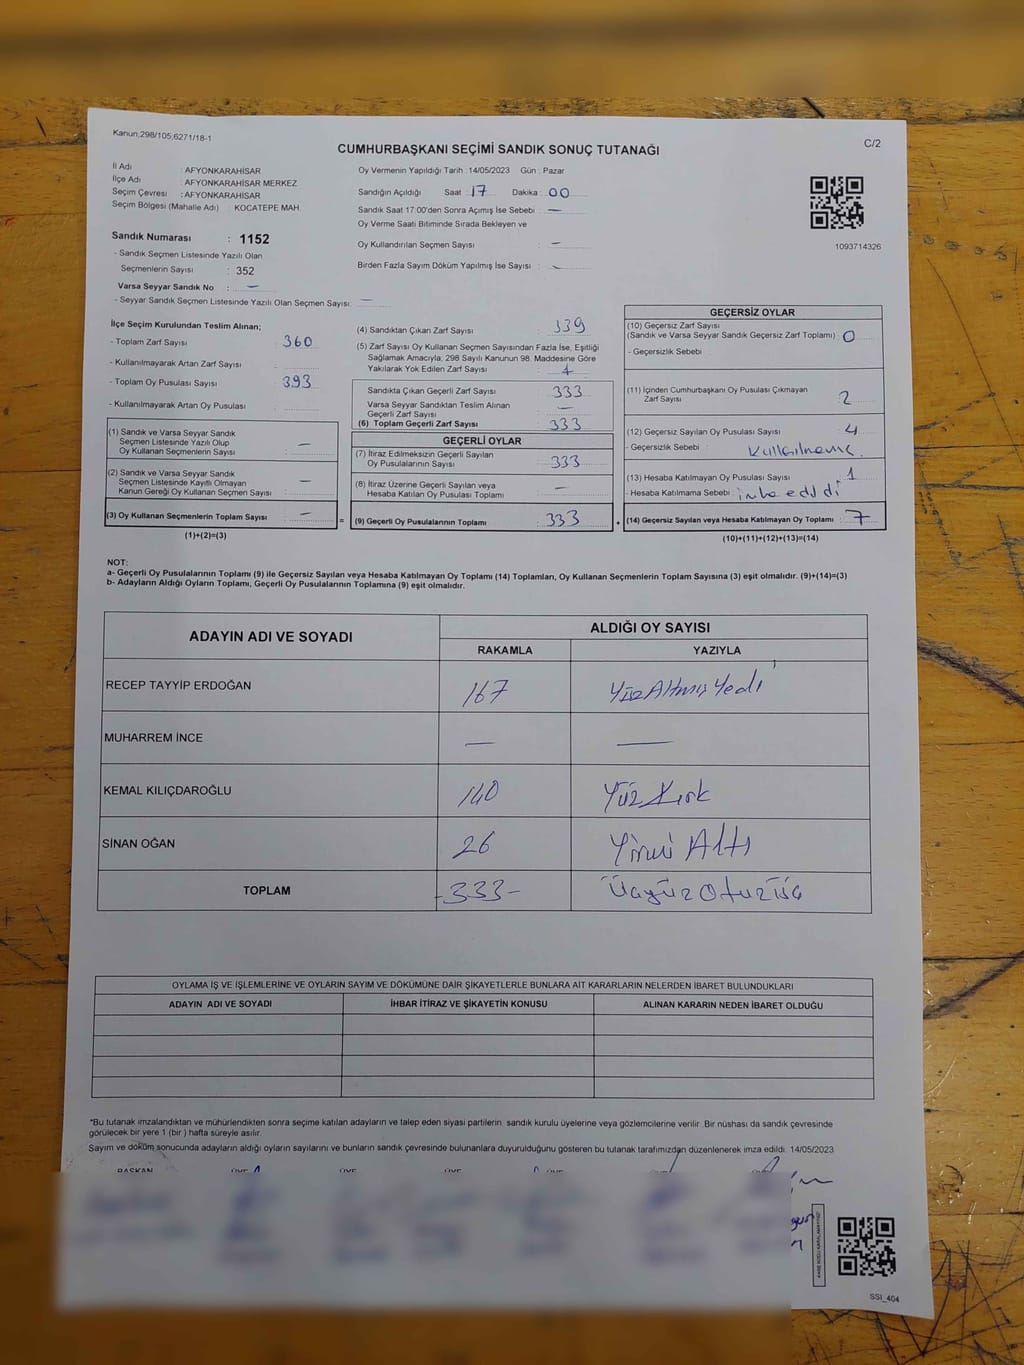 Kanun,298/105,6271/18-1
C/2
CUMHURBAŞKANI SEÇİMİ SANDIK SONUÇ TUTANAĞI
İl Adı : AFYONKARAHİSAR
İlçe Adı : AFYONKARAHİSAR MERKEZ
Seçim Çevresi : AFYONKARAHİSAR
Seçim Bölgesi (Mahalle Adı) : KOCATEPE MAH.
Sandık Numarası : 1152
- Sandık Seçmen Listesinde Yazılı Olan
Seçmenlerin Sayısı : 352
Varsa Seyyar Sandık No : —
- Seyyar Sandık Seçmen Listesinde Yazılı Olan Seçmen Sayısı: —
Oy Vermenin Yapıldığı Tarih : 14/05/2023 Gün : Pazar
Sandığın Açıldığı Saat : 17 Dakika : 00
Sandık Saat 17:00'den Sonra Açımış İse Sebebi : —
Oy Verme Saati Bitiminde Sırada Bekleyen ve
Oy Kullandırılan Seçmen Sayısı : —
Birden Fazla Sayım Döküm Yapılmış İse Sayısı : —
1093714326
İlçe Seçim Kurulundan Teslim Alınan;
- Toplam Zarf Sayısı : 360
- Kullanılmayarak Artan Zarf Sayısı :
- Toplam Oy Pusulası Sayısı : 393
- Kullanılmayarak Artan Oy Pusulası :
(1) Sandık ve Varsa Seyyar Sandık
Seçmen Listesinde Yazılı Olup
Oy Kullanan Seçmenlerin Sayısı : —
(2) Sandık ve Varsa Seyyar Sandık
Seçmen Listesinde Kayıtlı Olmayan
Kanun Gereği Oy Kullanan Seçmen Sayısı : —
(3) Oy Kullanan Seçmenlerin Toplam Sayısı : —
(1)+(2)=(3)
(4) Sandıktan Çıkan Zarf Sayısı : 339
(5) Zarf Sayısı Oy Kullanan Seçmen Sayısından Fazla İse, Eşitliği
Sağlamak Amacıyla; 298 Sayılı Kanunun 98. Maddesine Göre
Yakılarak Yok Edilen Zarf Sayısı :
Sandıkta Çıkan Geçerli Zarf Sayısı : 333
Varsa Seyyar Sandıktan Teslim Alınan
Geçerli Zarf Sayısı : —
(6) Toplam Geçerli Zarf Sayısı : 333
GEÇERLİ OYLAR
(7) İtiraz Edilmeksizin Geçerli Sayılan
Oy Pusulalarının Sayısı : 333
(8) İtiraz Üzerine Geçerli Sayılan veya
Hesaba Katılan Oy Pusulası Toplamı : —
= (9) Geçerli Oy Pusulalarının Toplamı : 333
GEÇERSİZ OYLAR
(10) Geçersiz Zarf Sayısı
(Sandık ve Varsa Seyyar Sandık Geçersiz Zarf Toplamı) : 0
- Geçersizlik Sebebi :
(11) İçinden Cumhurbaşkanı Oy Pusulası Çıkmayan
Zarf Sayısı : 2
(12) Geçersiz Sayılan Oy Pusulası Sayısı : 4
- Geçersizlik Sebebi :
(13) Hesaba Katılmayan Oy Pusulası Sayısı : 1
- Hesaba Katılmama Sebebi : imha edildi
+ (14) Geçersiz Sayılan veya Hesaba Katılmayan Oy Toplamı : 7
(10)+(11)+(12)+(13)=(14)
NOT:
a- Geçerli Oy Pusulalarının Toplamı (9) ile Geçersiz Sayılan veya Hesaba Katılmayan Oy Toplamı (14) Toplamları, Oy Kullanan Seçmenlerin Toplam Sayısına (3) eşit olmalıdır. (9)+(14)=(3)
b- Adayların Aldığı Oyların Toplamı, Geçerli Oy Pusulalarının Toplamına (9) eşit olmalıdır.
ADAYIN ADI VE SOYADI
ALDIĞI OY SAYISI
RAKAMLA YAZIYLA
RECEP TAYYİP ERDOĞAN 167 Yüz Altmış Yedi
MUHARREM İNCE — —
KEMAL KILIÇDAROĞLU 140 Yüz Kırk
SİNAN OĞAN 26 Yirmi Altı
TOPLAM -333- Üçyüz Otuz Üç
OYLAMA İŞ VE İŞLEMLERİNE VE OYLARIN SAYIM VE DÖKÜMÜNE DAİR ŞİKAYETLERLE BUNLARA AİT KARARLARIN NELERDEN İBARET BULUNDUKLARI
ADAYIN ADI VE SOYADI İHBAR İTİRAZ VE ŞİKAYETİN KONUSU ALINAN KARARIN NEDEN İBARET OLDUĞU
*Bu tutanak imzalandıktan ve mühürlendikten sonra seçime katılan adayların ve talep eden siyasi partilerin sandık kurulu üyelerine veya gözlemcilerine verilir. Bir nüshası da sandık çevresinde
görülecek bir yere 1 (bir ) hafta süreyle asılır.
Sayım ve döküm sonucunda adayların aldığı oyların sayılarını ve bunların sandık çevresinde bulunanlara duyurulduğunu gösteren bu tutanak tarafımızdan düzenlenerek imza edildi. 14/05/2023
BAŞKAN ÜYE ÜYE ÜYE ÜYE
SSI_404